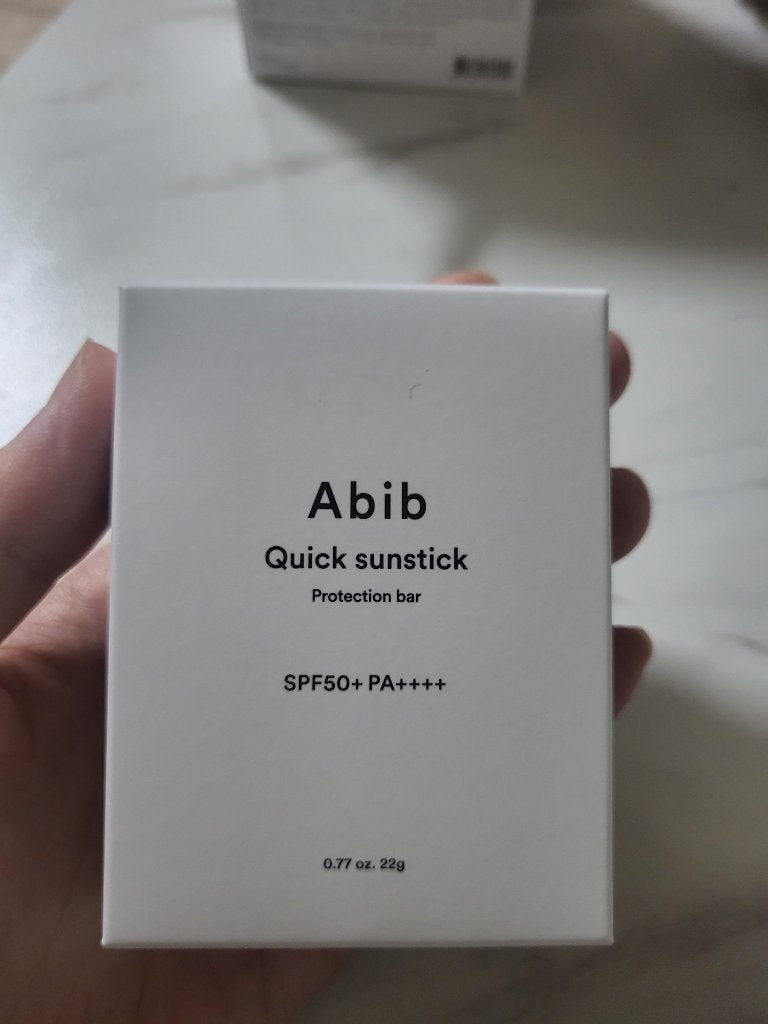 Abib
Quick sunstick
Protection bar
SPF50+ PA++++
0.77 oz. 22g